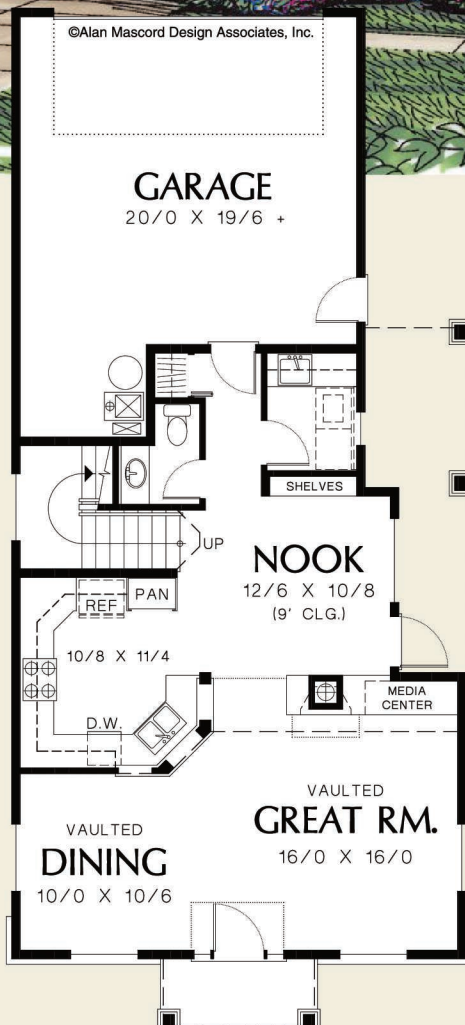 ©Alan Mascord Design Associates, Inc.
GARAGE
20/0 X 19/6 +
SHELVES
UP
NOOK
12/6 X 10/8
(9' CLG.)
REF
PAN
10/8 X 11/4
D.W.
MEDIA
CENTER
VAULTED
GREAT RM.
16/0 X 16/0
VAULTED
DINING
10/0 X 10/6